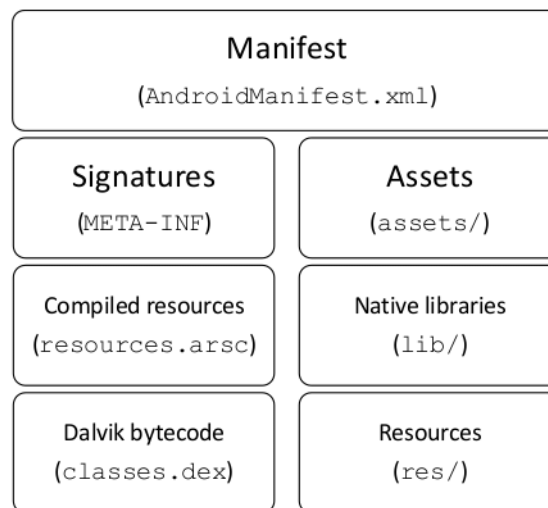 Manifest
(AndroidManifest.xml)
Signatures
(META-INF)
Assets
(assets/)
Compiled resources
(resources.arsc)
Native libraries
(lib/)
Dalvik bytecode
(classes.dex)
Resources
(res/)